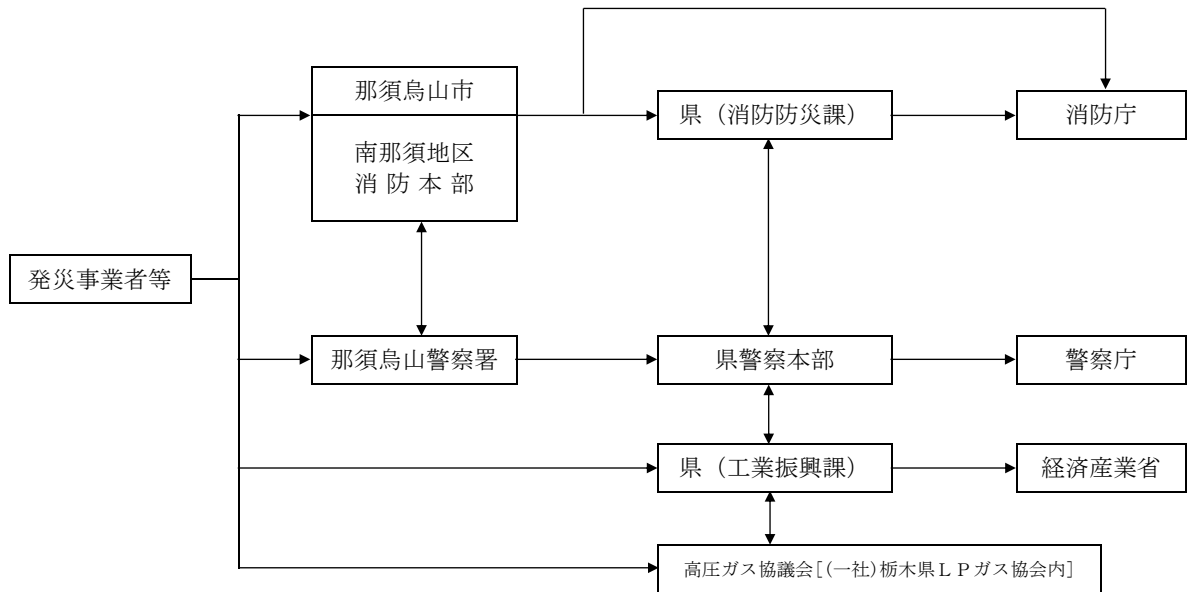 那須烏山市
県（消防防災課）
消防庁
南那須地区
消 防 本 部
発災事業者等
那須烏山警察署
県警察本部
警察庁
県（工業振興課）
経済産業省
高圧ガス協議会[(一社)栃木県ＬＰガス協会内]